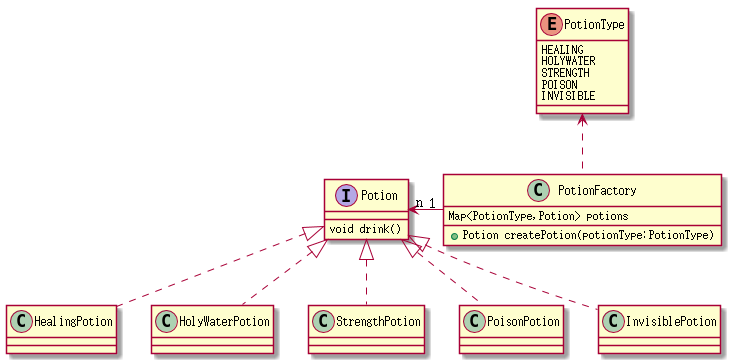 E PotionType
HEALING
HOLYWATER
STRENGTH
POISON
INVISIBLE
I Potion
void drink()
n 1
C PotionFactory
Map<PotionType,Potion> potions
Potion createPotion(potionType:PotionType)
C HealingPotion
C HolyWaterPotion
C StrengthPotion
C PoisonPotion
C InvisiblePotion